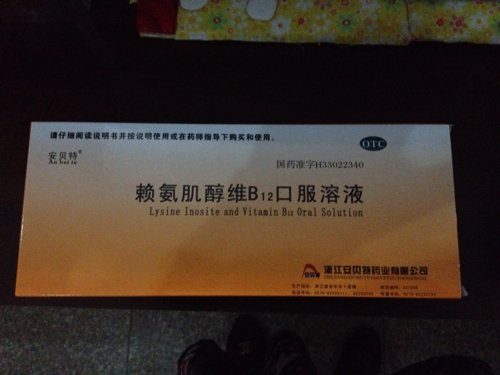 请仔细阅读说明书并按说明使用或在药师指导下购买和使用。
OTC
安贝特®
An bei te
国药准字H33022340
赖氨肌醇维B12口服溶液
Lysine Inosite and Vitamin B12 Oral Solution
浙江安贝特药业有限公司